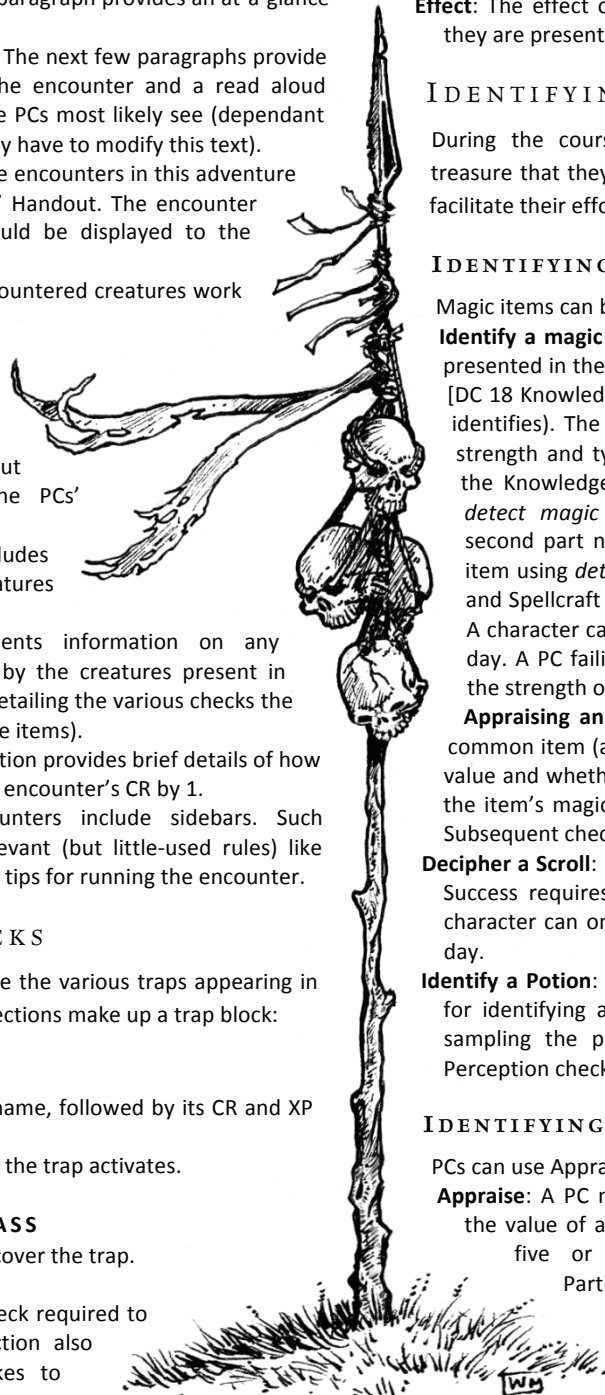 paragraph provides an at-a-glance
The next few paragraphs provide
he encounter and a read aloud
e PCs most likely see (dependant
y have to modify this text).
e encounters in this adventure
’ Handout. The encounter
uld be displayed to the
countered creatures work
ut
he PCs’
ludes
atures
ents information on any
by the creatures present in
etailing the various checks the
e items).
tion provides brief details of how
encounter’s CR by 1.
unters include sidebars. Such
evant (but little-used rules) like
tips for running the encounter.
CKS
e the various traps appearing in
ections make up a trap block:
name, followed by its CR and XP
the trap activates.
ASS
cover the trap.
eck required to
ction also
kes to
Effect: The effect o
they are present
IDENTIFYIN
During the cours
treasure that they
facilitate their effo
IDENTIFYING
Magic items can b
Identify a magic
presented in the
[DC 18 Knowled
identifies). The
strength and ty
the Knowledge
detect magic
second part n
item using det
and Spellcraft
A character ca
day. A PC faili
the strength o
Appraising an
common item (a
value and wheth
the item’s magic
Subsequent chec
Decipher a Scroll:
Success requires
character can on
day.
Identify a Potion:
for identifying a
sampling the p
Perception check
IDENTIFYING
PCs can use Appra
Appraise: A PC m
the value of a
five or
Parti
WM